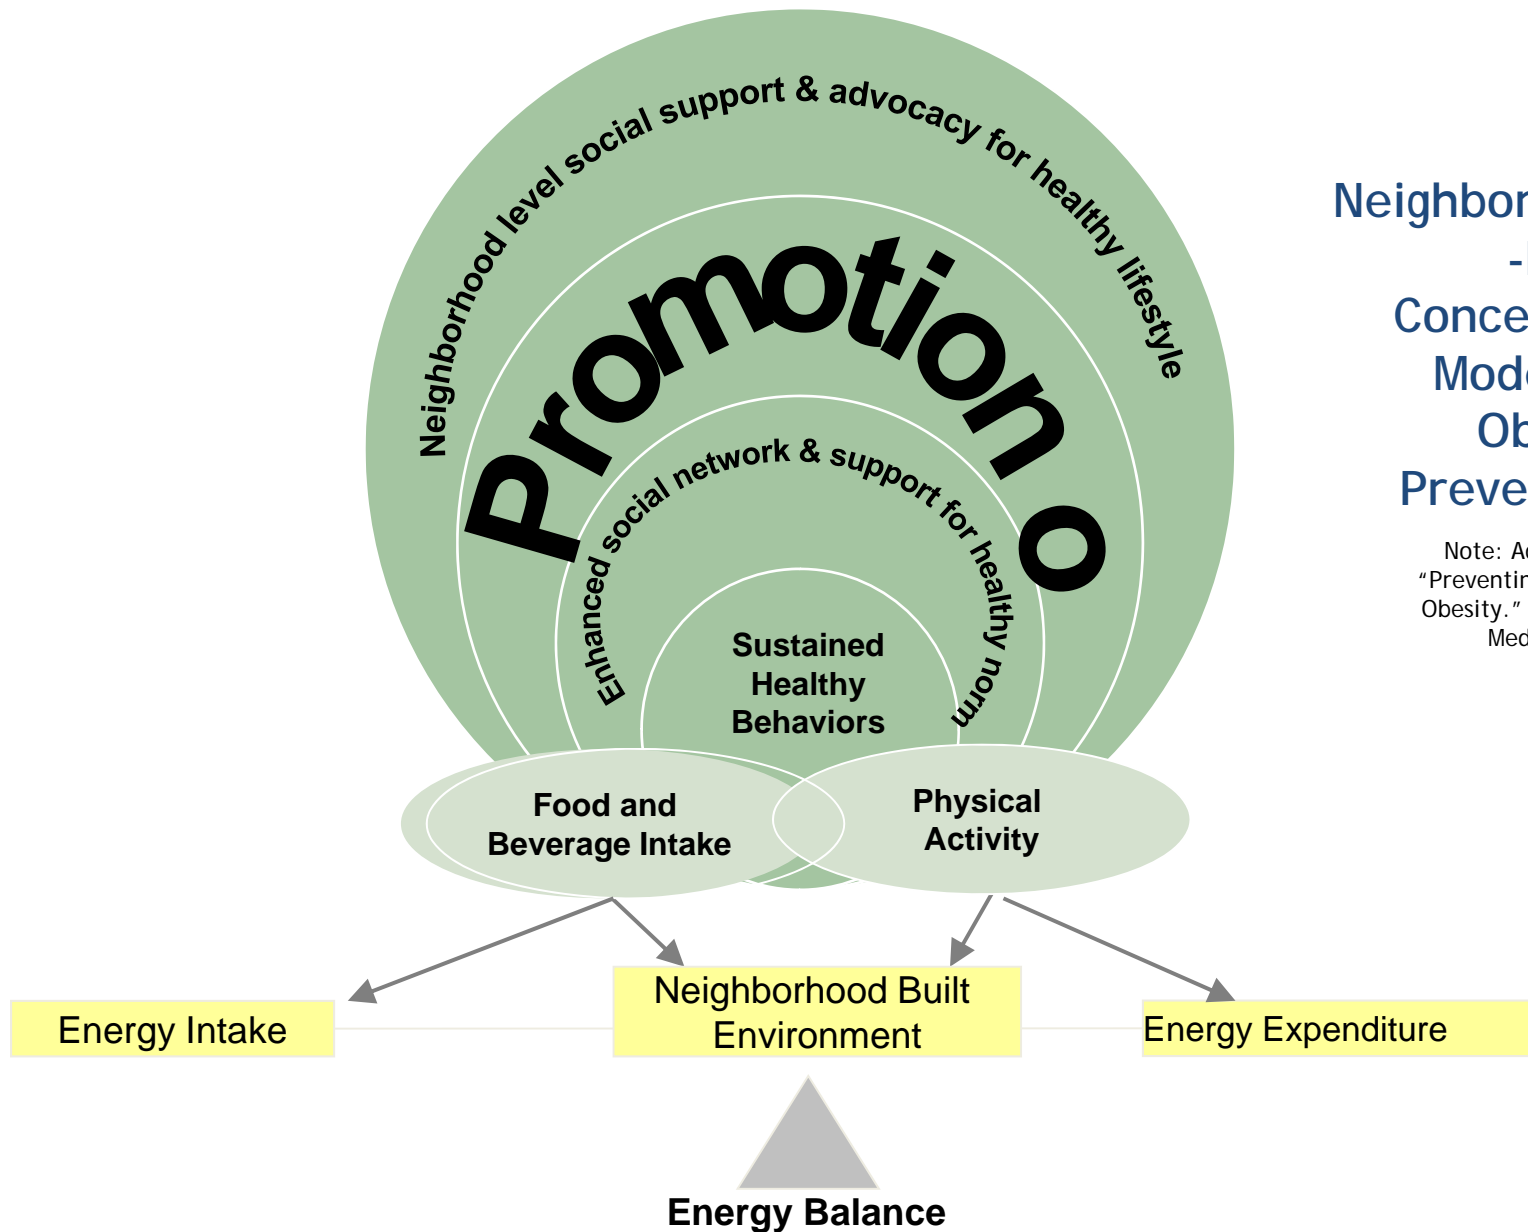 Neighborhood level social support & advocacy for healthy lifestyle
Promotion o
Enhanced social network & support for healthy norm
Sustained
Healthy
Behaviors
Food and
Beverage Intake
Physical
Activity
Energy Intake
Neighborhood Built
Environment
Energy Expenditure
Energy Balance
Neighbor
-
Conce
Mode
Ob
Preve
Note: A
“Preventin
Obesity.”
Med